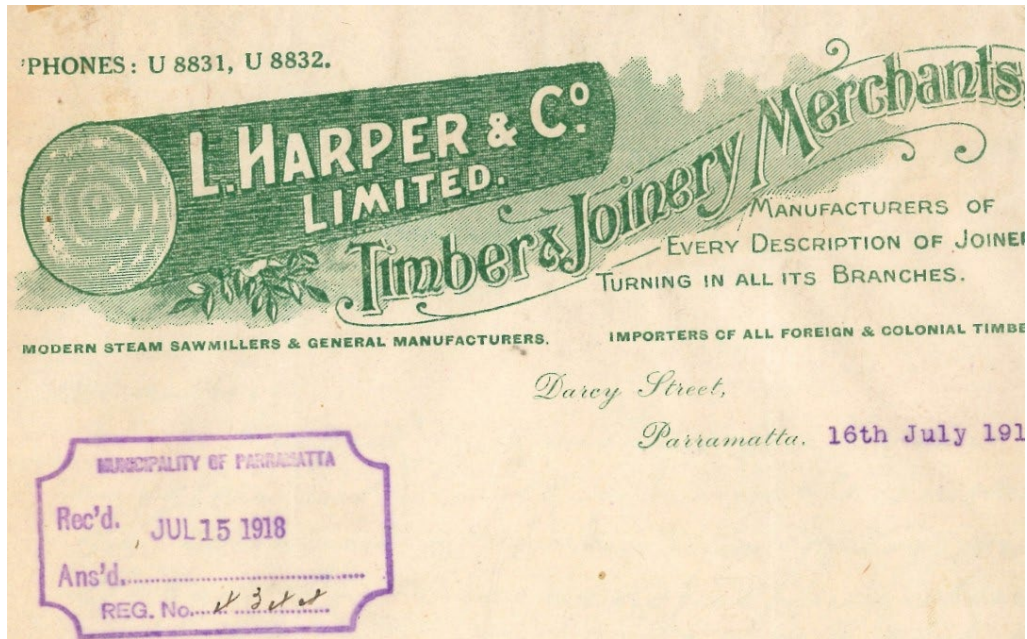 'PHONES: U 8831, U 8832.
L. HARPER & Co.
LIMITED.
Timber & Joinery Merchants
MANUFACTURERS OF
EVERY DESCRIPTION OF JOINE
TURNING IN ALL ITS BRANCHES.
MODERN STEAM SAWMILLERS & GENERAL MANUFACTURERS. IMPORTERS OF ALL FOREIGN & COLONIAL TIMBE
Darcy Street,
Parramatta. 16th July 191
MUNICIPALITY OF PARRAMATTA
Rec'd. JUL 15 1918
Ans'd.
REG. No.